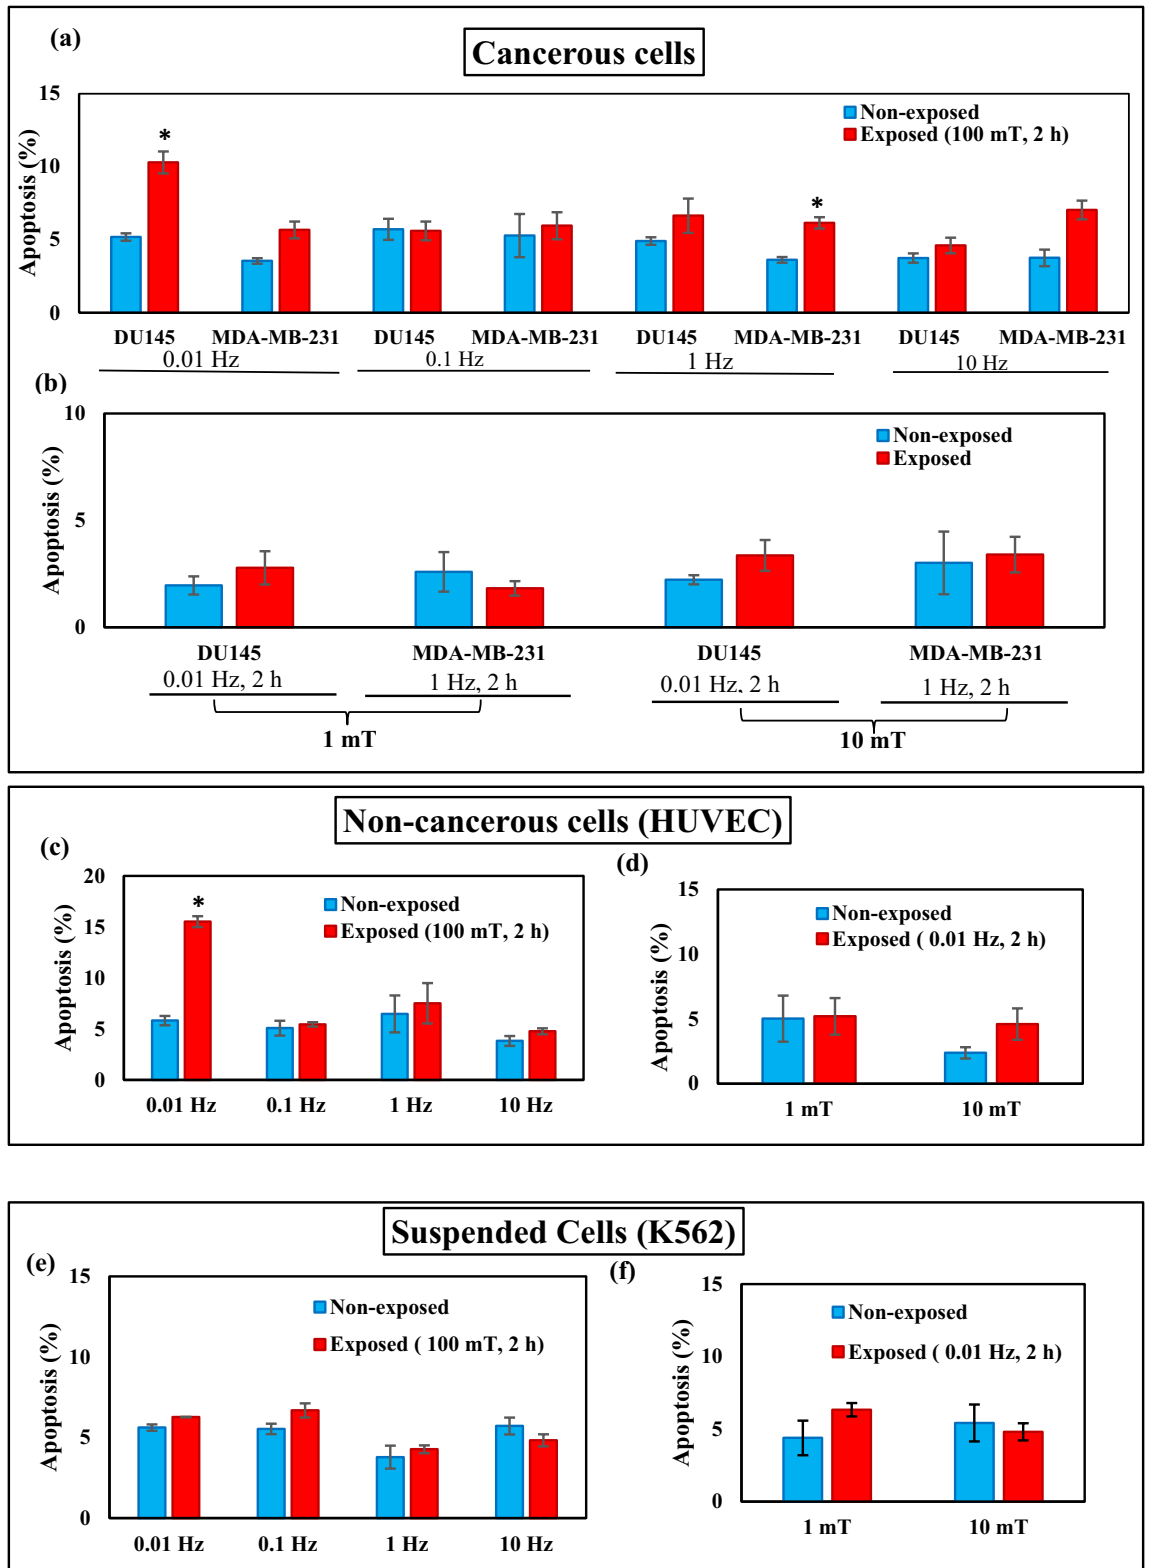 (a)
Cancerous cells
15
10
5
0
Apoptosis (%)
Non-exposed
Exposed (100 mT, 2 h)
*
*
DU145 MDA-MB-231 DU145 MDA-MB-231 DU145 MDA-MB-231 DU145 MDA-MB-231
0.01 Hz 0.1 Hz 1 Hz 10 Hz
(b)
10
5
0
Apoptosis (%)
Non-exposed
Exposed
DU145 MDA-MB-231 DU145 MDA-MB-231
0.01 Hz, 2 h 1 Hz, 2 h 0.01 Hz, 2 h 1 Hz, 2 h
1 mT 10 mT
Non-cancerous cells (HUVEC)
(c)
20
15
10
5
0
Apoptosis (%)
Non-exposed
Exposed (100 mT, 2 h)
*
0.01 Hz 0.1 Hz 1 Hz 10 Hz
(d)
15
10
5
0
Apoptosis (%)
Non-exposed
Exposed ( 0.01 Hz, 2 h)
1 mT 10 mT
Suspended Cells (K562)
(e)
15
10
5
0
Apoptosis (%)
Non-exposed
Exposed ( 100 mT, 2 h)
0.01 Hz 0.1 Hz 1 Hz 10 Hz
(f)
15
10
5
0
Apoptosis (%)
Non-exposed
Exposed ( 0.01 Hz, 2 h)
1 mT 10 mT